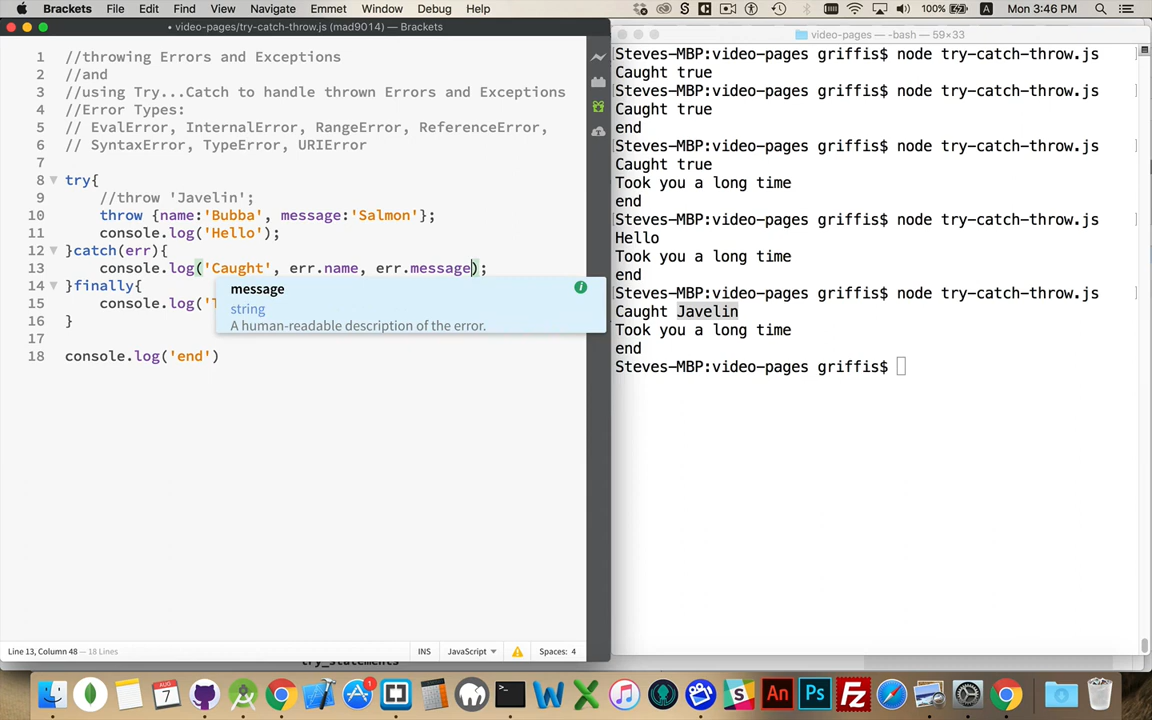 Brackets File Edit Find View Navigate Emmet Window Debug Help
100% A Mon 3:46 PM
• video-pages/try-catch-throw.js (mad9014) — Brackets
1 //throwing Errors and Exceptions
2 //and
3 //using Try...Catch to handle thrown Errors and Exceptions
4 //Error Types:
5 // EvalError, InternalError, RangeError, ReferenceError,
6 // SyntaxError, TypeError, URIError
7
8 try{
9 //throw 'Javelin';
10 throw {name:'Bubba', message:'Salmon'};
11 console.log('Hello');
12 }catch(err){
13 console.log('Caught', err.name, err.message);
message
string
A human-readable description of the error.
14 }finally{
15 console.log('
16 }
17
18 console.log('end')
Line 13, Column 48 — 18 Lines
INS JavaScript Spaces: 4
try_statements
video-pages — -bash — 59×33
Steves-MBP:video-pages griffis$ node try-catch-throw.js
Caught true
Steves-MBP:video-pages griffis$ node try-catch-throw.js
Caught true
end
Steves-MBP:video-pages griffis$ node try-catch-throw.js
Caught true
Took you a long time
end
Steves-MBP:video-pages griffis$ node try-catch-throw.js
Hello
Took you a long time
end
Steves-MBP:video-pages griffis$ node try-catch-throw.js
Caught Javelin
Took you a long time
end
Steves-MBP:video-pages griffis$
AUG
7
1
An
Ps
FZ